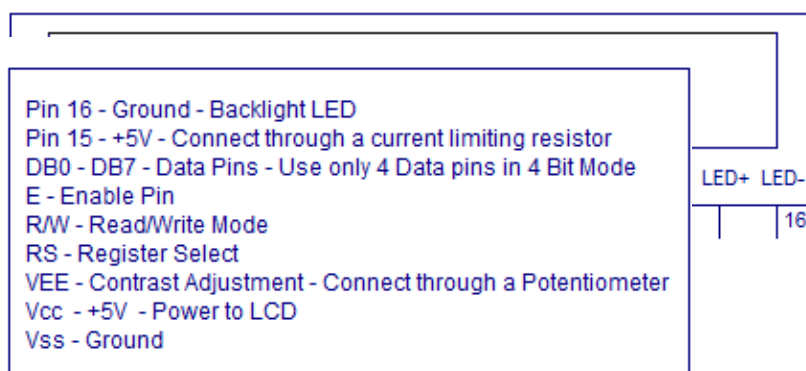 Pin 16 - Ground - Backlight LED
Pin 15 - +5V - Connect through a current limiting resistor
DB0 - DB7 - Data Pins - Use only 4 Data pins in 4 Bit Mode
E - Enable Pin
R/W - Read/Write Mode
RS - Register Select
VEE - Contrast Adjustment - Connect through a Potentiometer
Vcc - +5V - Power to LCD
Vss - Ground
LED+ LED-
16